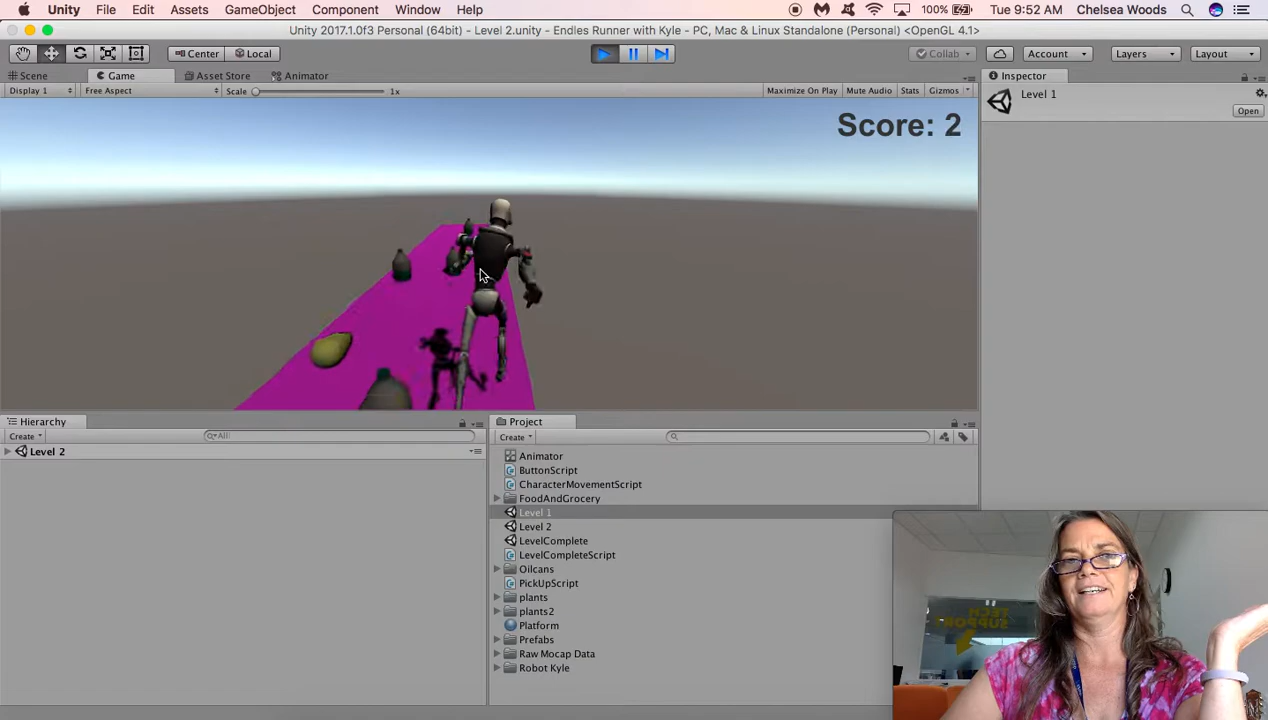 Unity File Edit Assets GameObject Component Window Help 100% Tue 9:52 AM Chelsea Woods
Unity 2017.1.0f3 Personal (64bit) - Level 2.unity - Endles Runner with Kyle - PC, Mac & Linux Standalone (Personal) <OpenGL 4.1>
Center Local Collab Account Layers Layout
Scene Game Asset Store Animator Inspector
Display 1 Free Aspect Scale 1x Maximize On Play Mute Audio Stats Gizmos Level 1
Open
Score: 2
Hierarchy Project
Create All Create
Level 2
Animator
ButtonScript
CharacterMovementScript
FoodAndGrocery
Level 1
Level 2
LevelComplete
LevelCompleteScript
Oilcans
PickUpScript
plants
plants2
Platform
Prefabs
Raw Mocap Data
Robot Kyle
TECH
SUPPORT